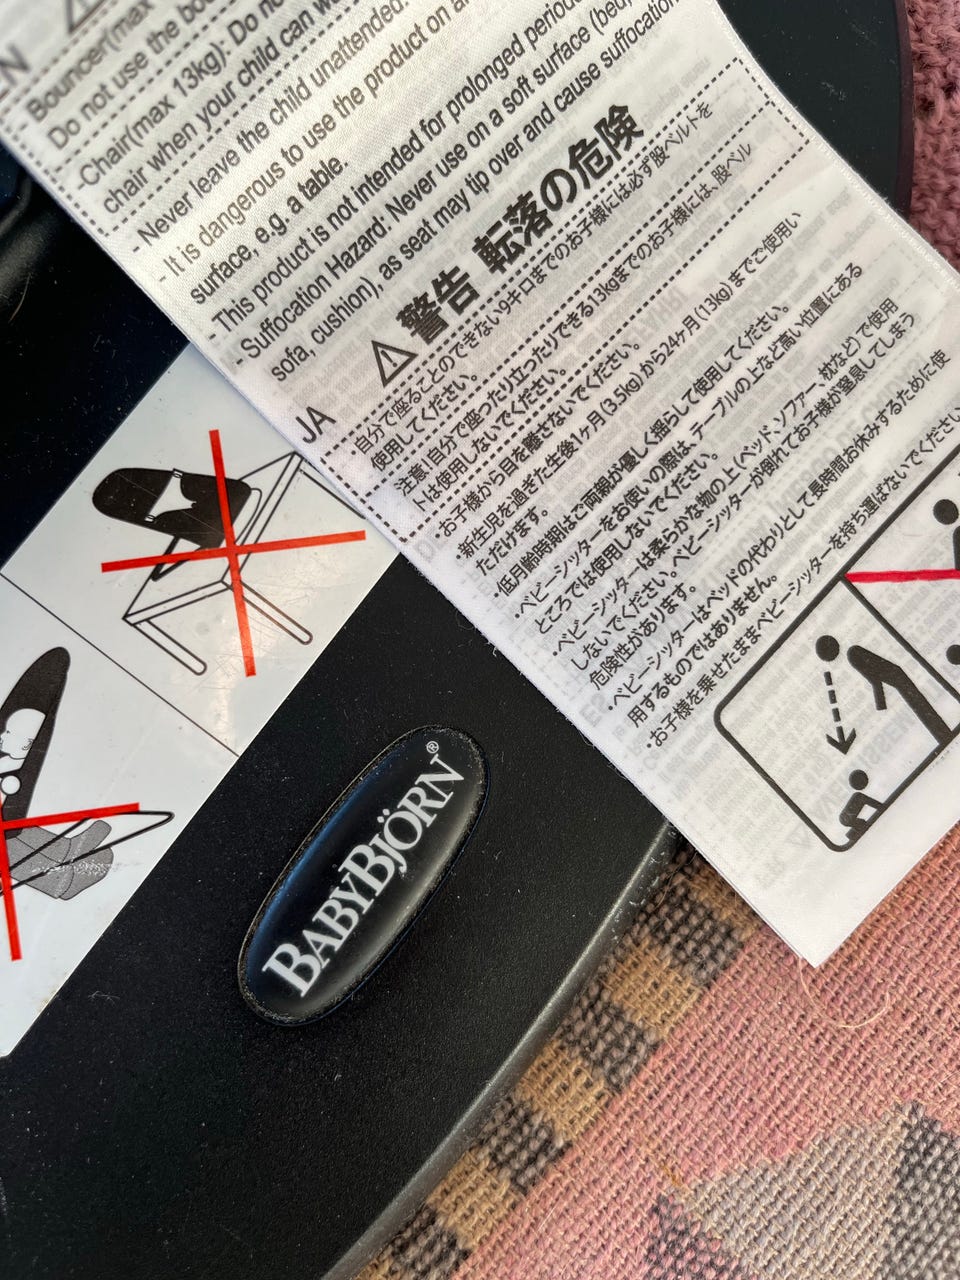 EN
- Bouncer(max
Do not use the bo
-Chair(max 13kg): Do no
chair when your child can wa
- Never leave the child unattended.
- It is dangerous to use the product on an
surface, e.g. a table.
- This product is not intended for prolonged periods
- Suffocation Hazard: Never use on a soft surface (bed,
sofa, cushion), as seat may tip over and cause suffocation
JA
警告 転落の危険
自分で座ることのできない9キロまでのお子様には必ず股ベルトを
使用してください。
注意!自分で座ったり立ったりできる13kgまでのお子様には、股ベル
トは使用しないでください。
・お子様から目を離さないでください。
新生児を過ぎた生後1ヶ月(3.5kg)から24ヶ月(13kg)までご使用い
ただけます。
・低月齢時期はご両親が優しく揺らして使用してください。
・ベビーシッターをお使いの際は、テーブルの上など高い位置にある
ところでは使用しないでください。
・ベビーシッターは柔らかな物の上(ベッド、ソファー、枕など)で使用
しないでください。ベビーシッターが倒れてお子様が窒息してしまう
危険性があります。
・ベビーシッターはベッドの代わりとして長時間お休みするために使
用するものではありません。
・お子様を乗せたままベビーシッターを持ち運ばないでください
BABYBJÖRN®